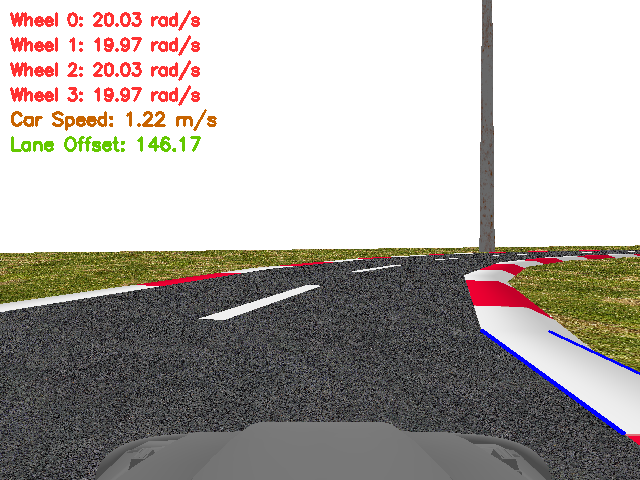 Wheel 0: 20.03 rad/s
Wheel 1: 19.97 rad/s
Wheel 2: 20.03 rad/s
Wheel 3: 19.97 rad/s
Car Speed: 1.22 m/s
Lane Offset: 146.17